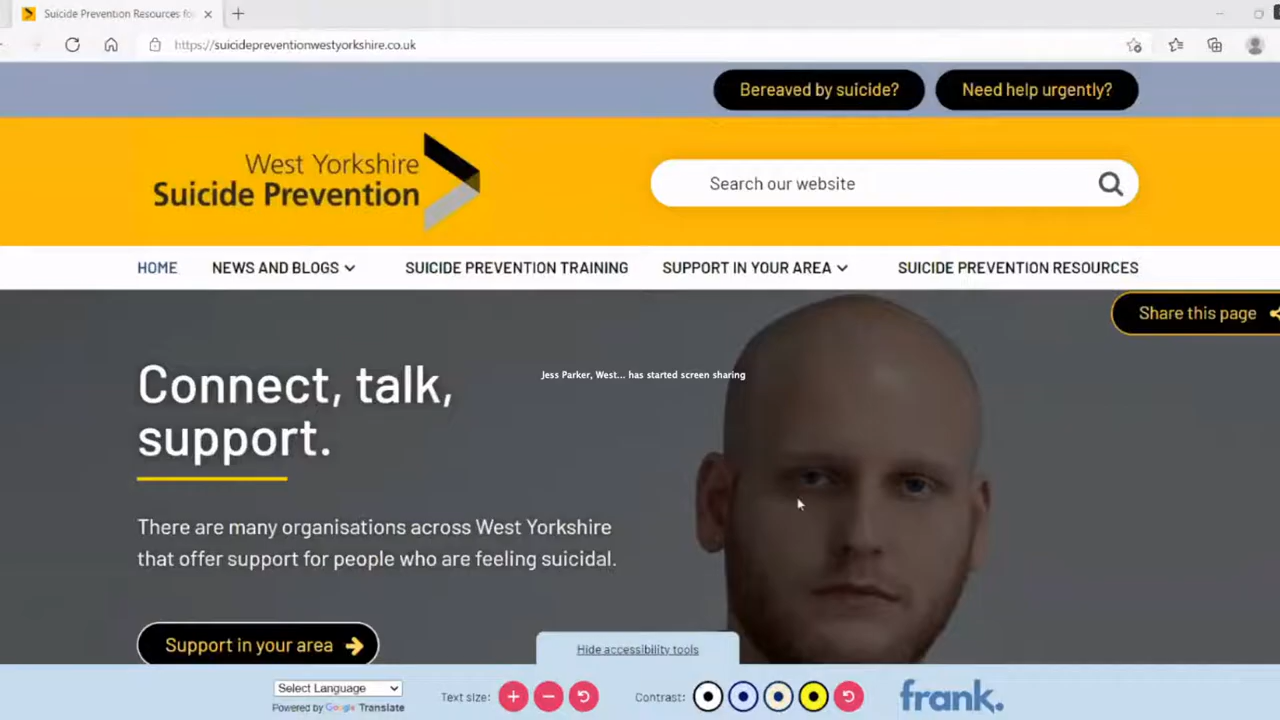 Suicide Prevention Resources fo
https://suicidepreventionwestyorkshire.co.uk
Bereaved by suicide?
Need help urgently?
West Yorkshire
Suicide Prevention
Search our website
HOME
NEWS AND BLOGS
SUICIDE PREVENTION TRAINING
SUPPORT IN YOUR AREA
SUICIDE PREVENTION RESOURCES
Share this page
Jess Parker, West... has started screen sharing
Connect, talk,
support.
There are many organisations across West Yorkshire
that offer support for people who are feeling suicidal.
Support in your area
Hide accessibility tools
Select Language
Powered by Google Translate
Text size:
Contrast:
frank.